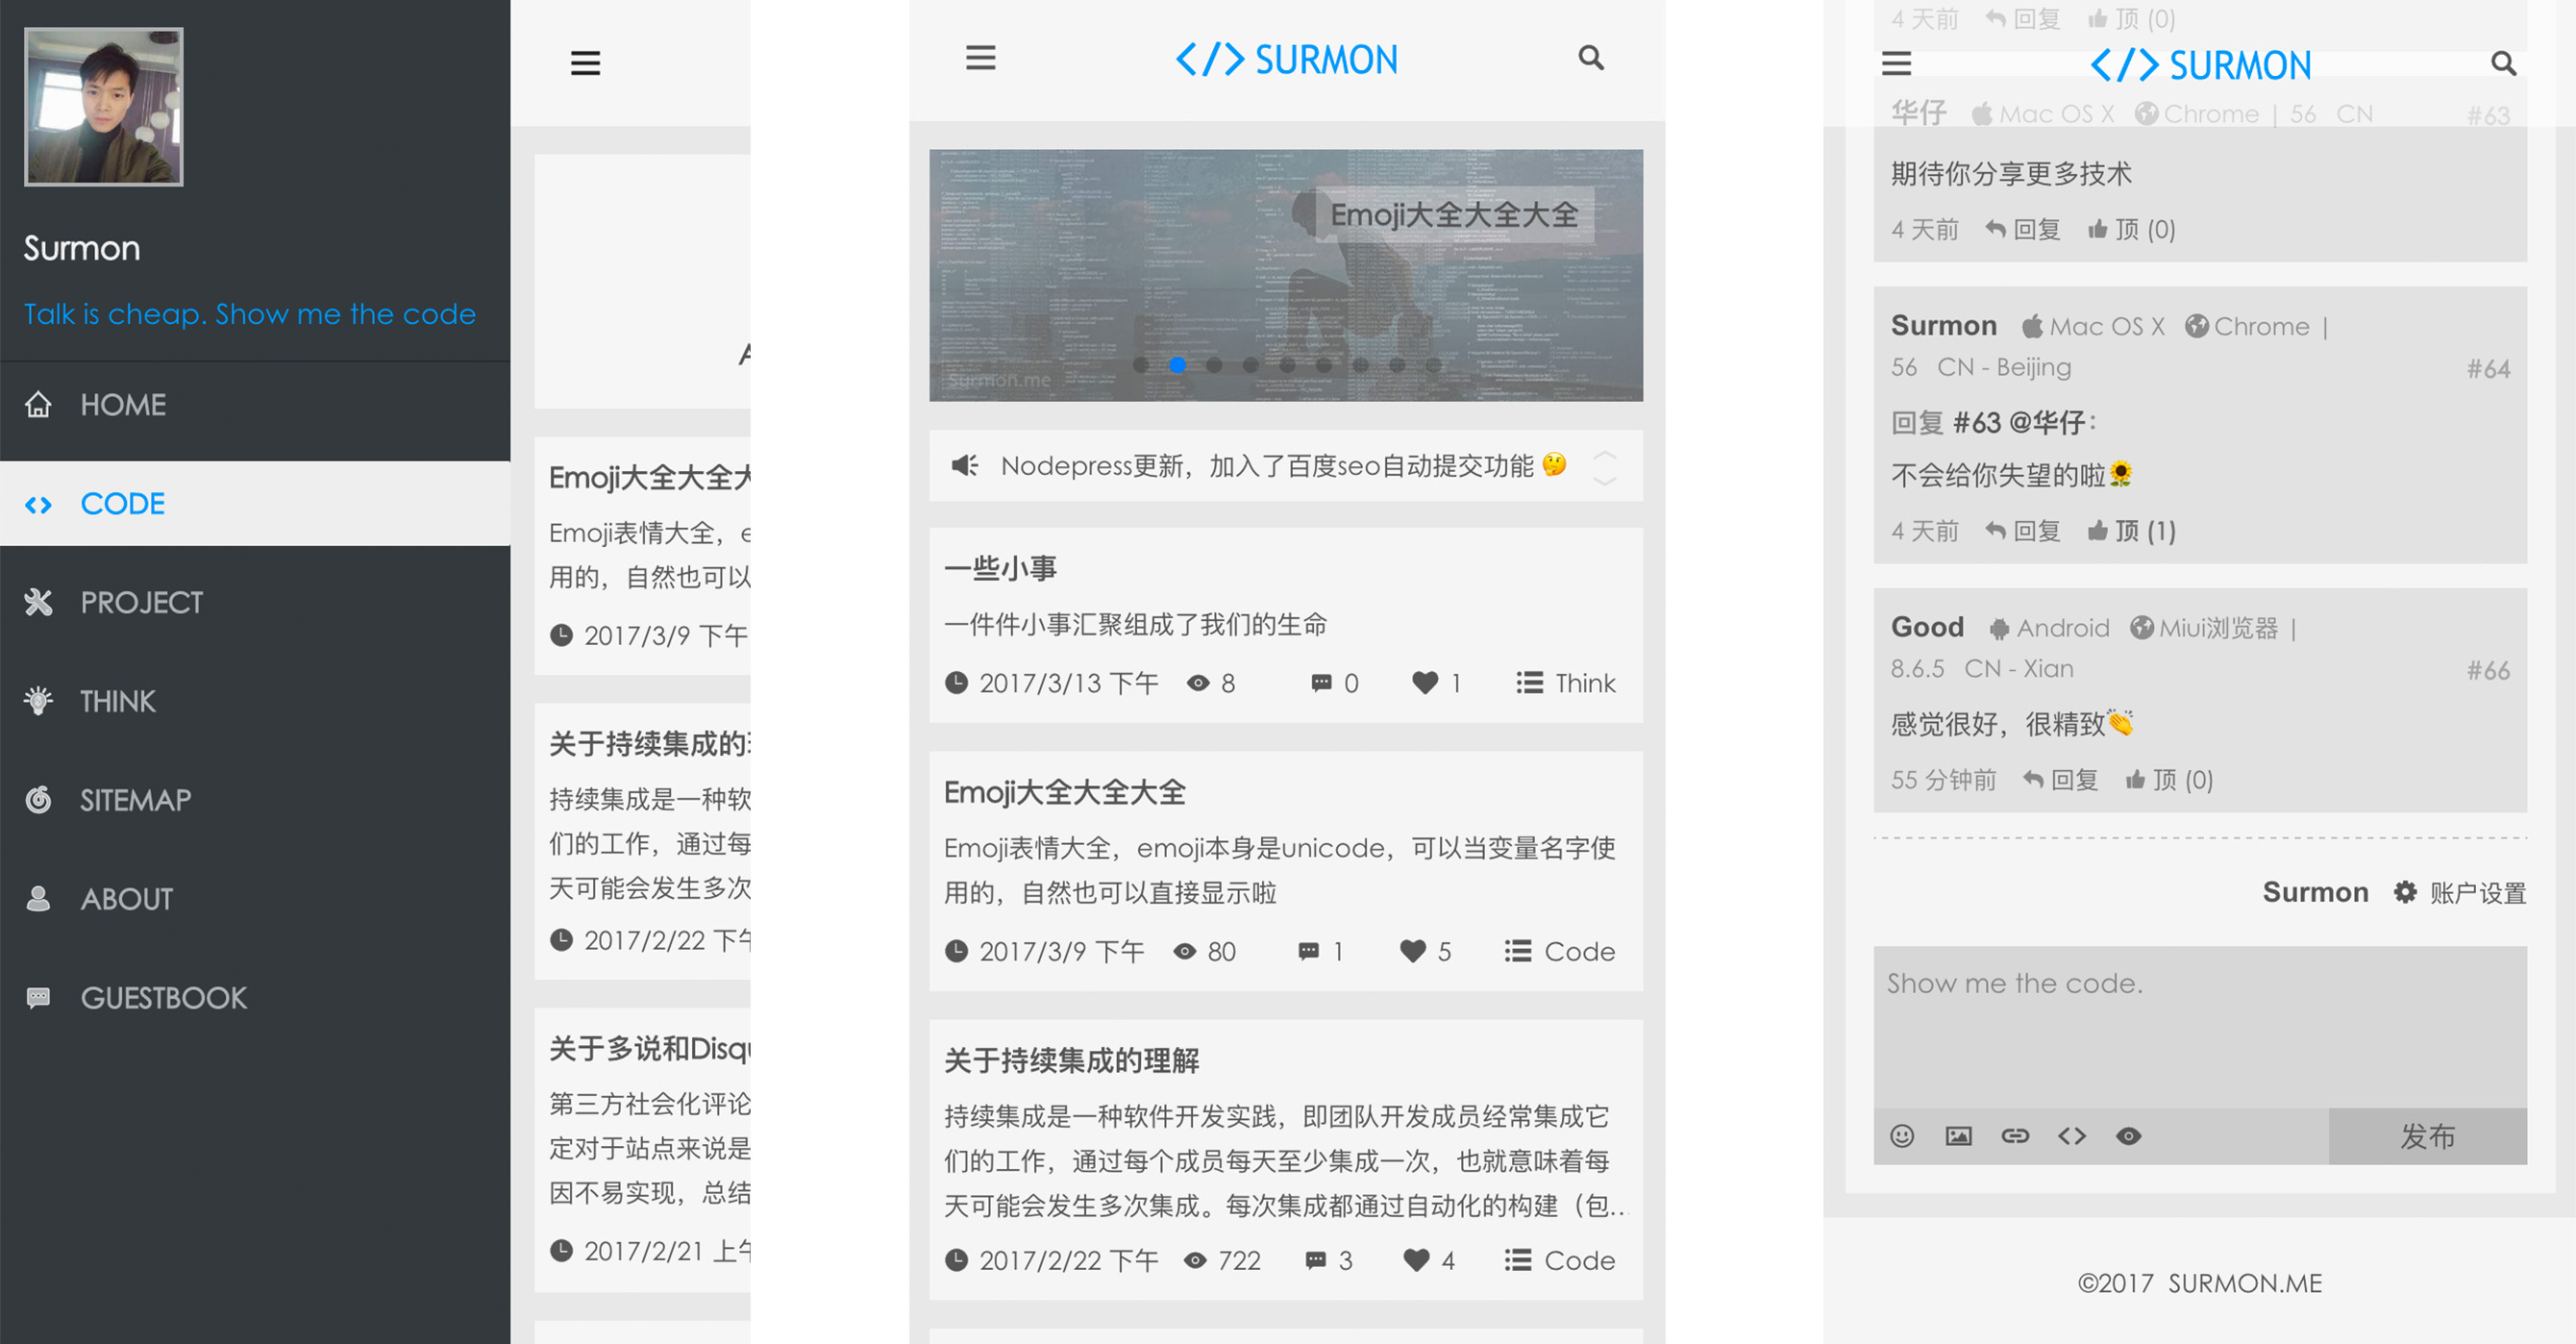 Surmon
Talk is cheap. Show me the code
HOME
CODE
PROJECT
THINK
SITEMAP
ABOUT
GUESTBOOK
A
Emoji大全大全
Emoji表情大全，e
用的，自然也可以
2017/3/9 下午
关于持续集成的
持续集成是一种软
们的工作，通过每
天可能会发生多次
2017/2/22 下午
关于多说和Disqu
第三方社会化评论
定对于站点来说是
因不易实现，总结
2017/2/21 上午
</> SURMON
Emoji大全大全大全
Surmon.me
Nodepress更新，加入了百度seo自动提交功能🤔
一些小事
一件件小事汇聚组成了我们的生命
2017/3/13 下午 8 0 1 Think
Emoji大全大全大全
Emoji表情大全，emoji本身是unicode，可以当变量名字使
用的，自然也可以直接显示啦
2017/3/9 下午 80 1 5 Code
关于持续集成的理解
持续集成是一种软件开发实践，即团队开发成员经常集成它
们的工作，通过每个成员每天至少集成一次，也就意味着每
天可能会发生多次集成。每次集成都通过自动化的构建（包...
2017/2/22 下午 722 3 4 Code
4 天前 回复 顶 (0)
</> SURMON
华仔 Mac OS X Chrome | 56 CN #63
期待你分享更多技术
4 天前 回复 顶 (0)
Surmon Mac OS X Chrome |
56 CN - Beijing #64
回复 #63 @华仔：
不会给你失望的啦🌻
4 天前 回复 顶 (1)
Good Android Miui浏览器 |
8.6.5 CN - Xian #66
感觉很好，很精致👏
55 分钟前 回复 顶 (0)
Surmon 账户设置
Show me the code.
发布
©2017 SURMON.ME